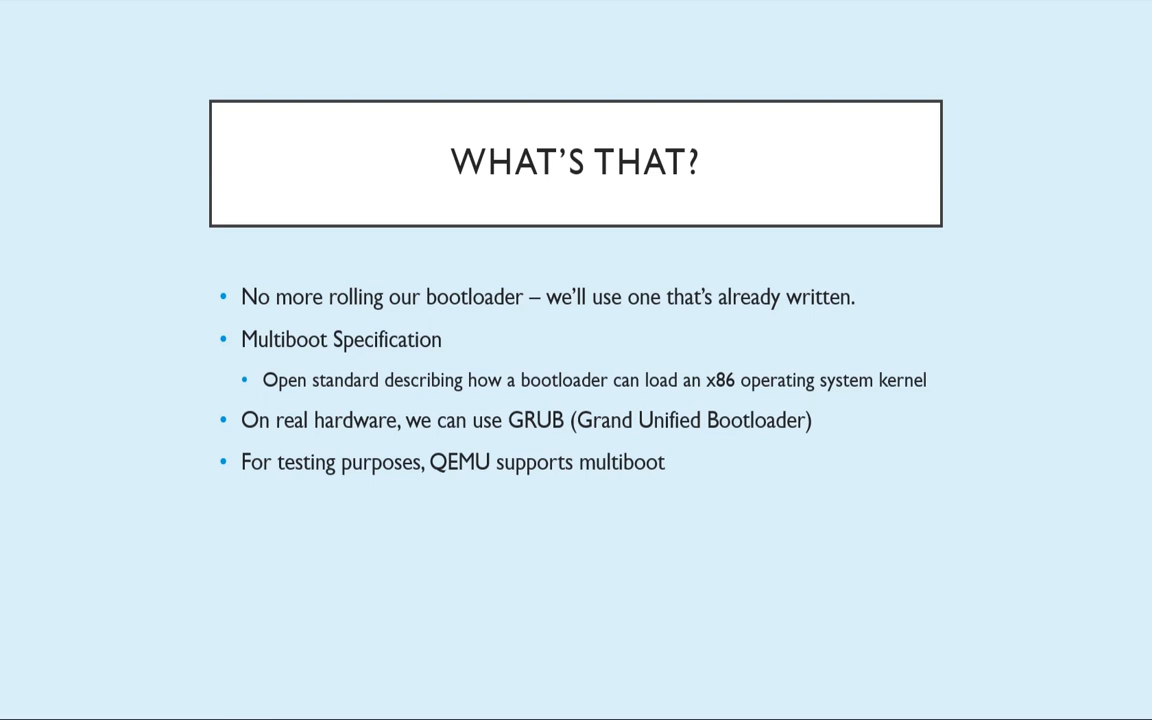 WHAT'S THAT?
• No more rolling our bootloader – we'll use one that's already written.
• Multiboot Specification
• Open standard describing how a bootloader can load an x86 operating system kernel
• On real hardware, we can use GRUB (Grand Unified Bootloader)
• For testing purposes, QEMU supports multiboot